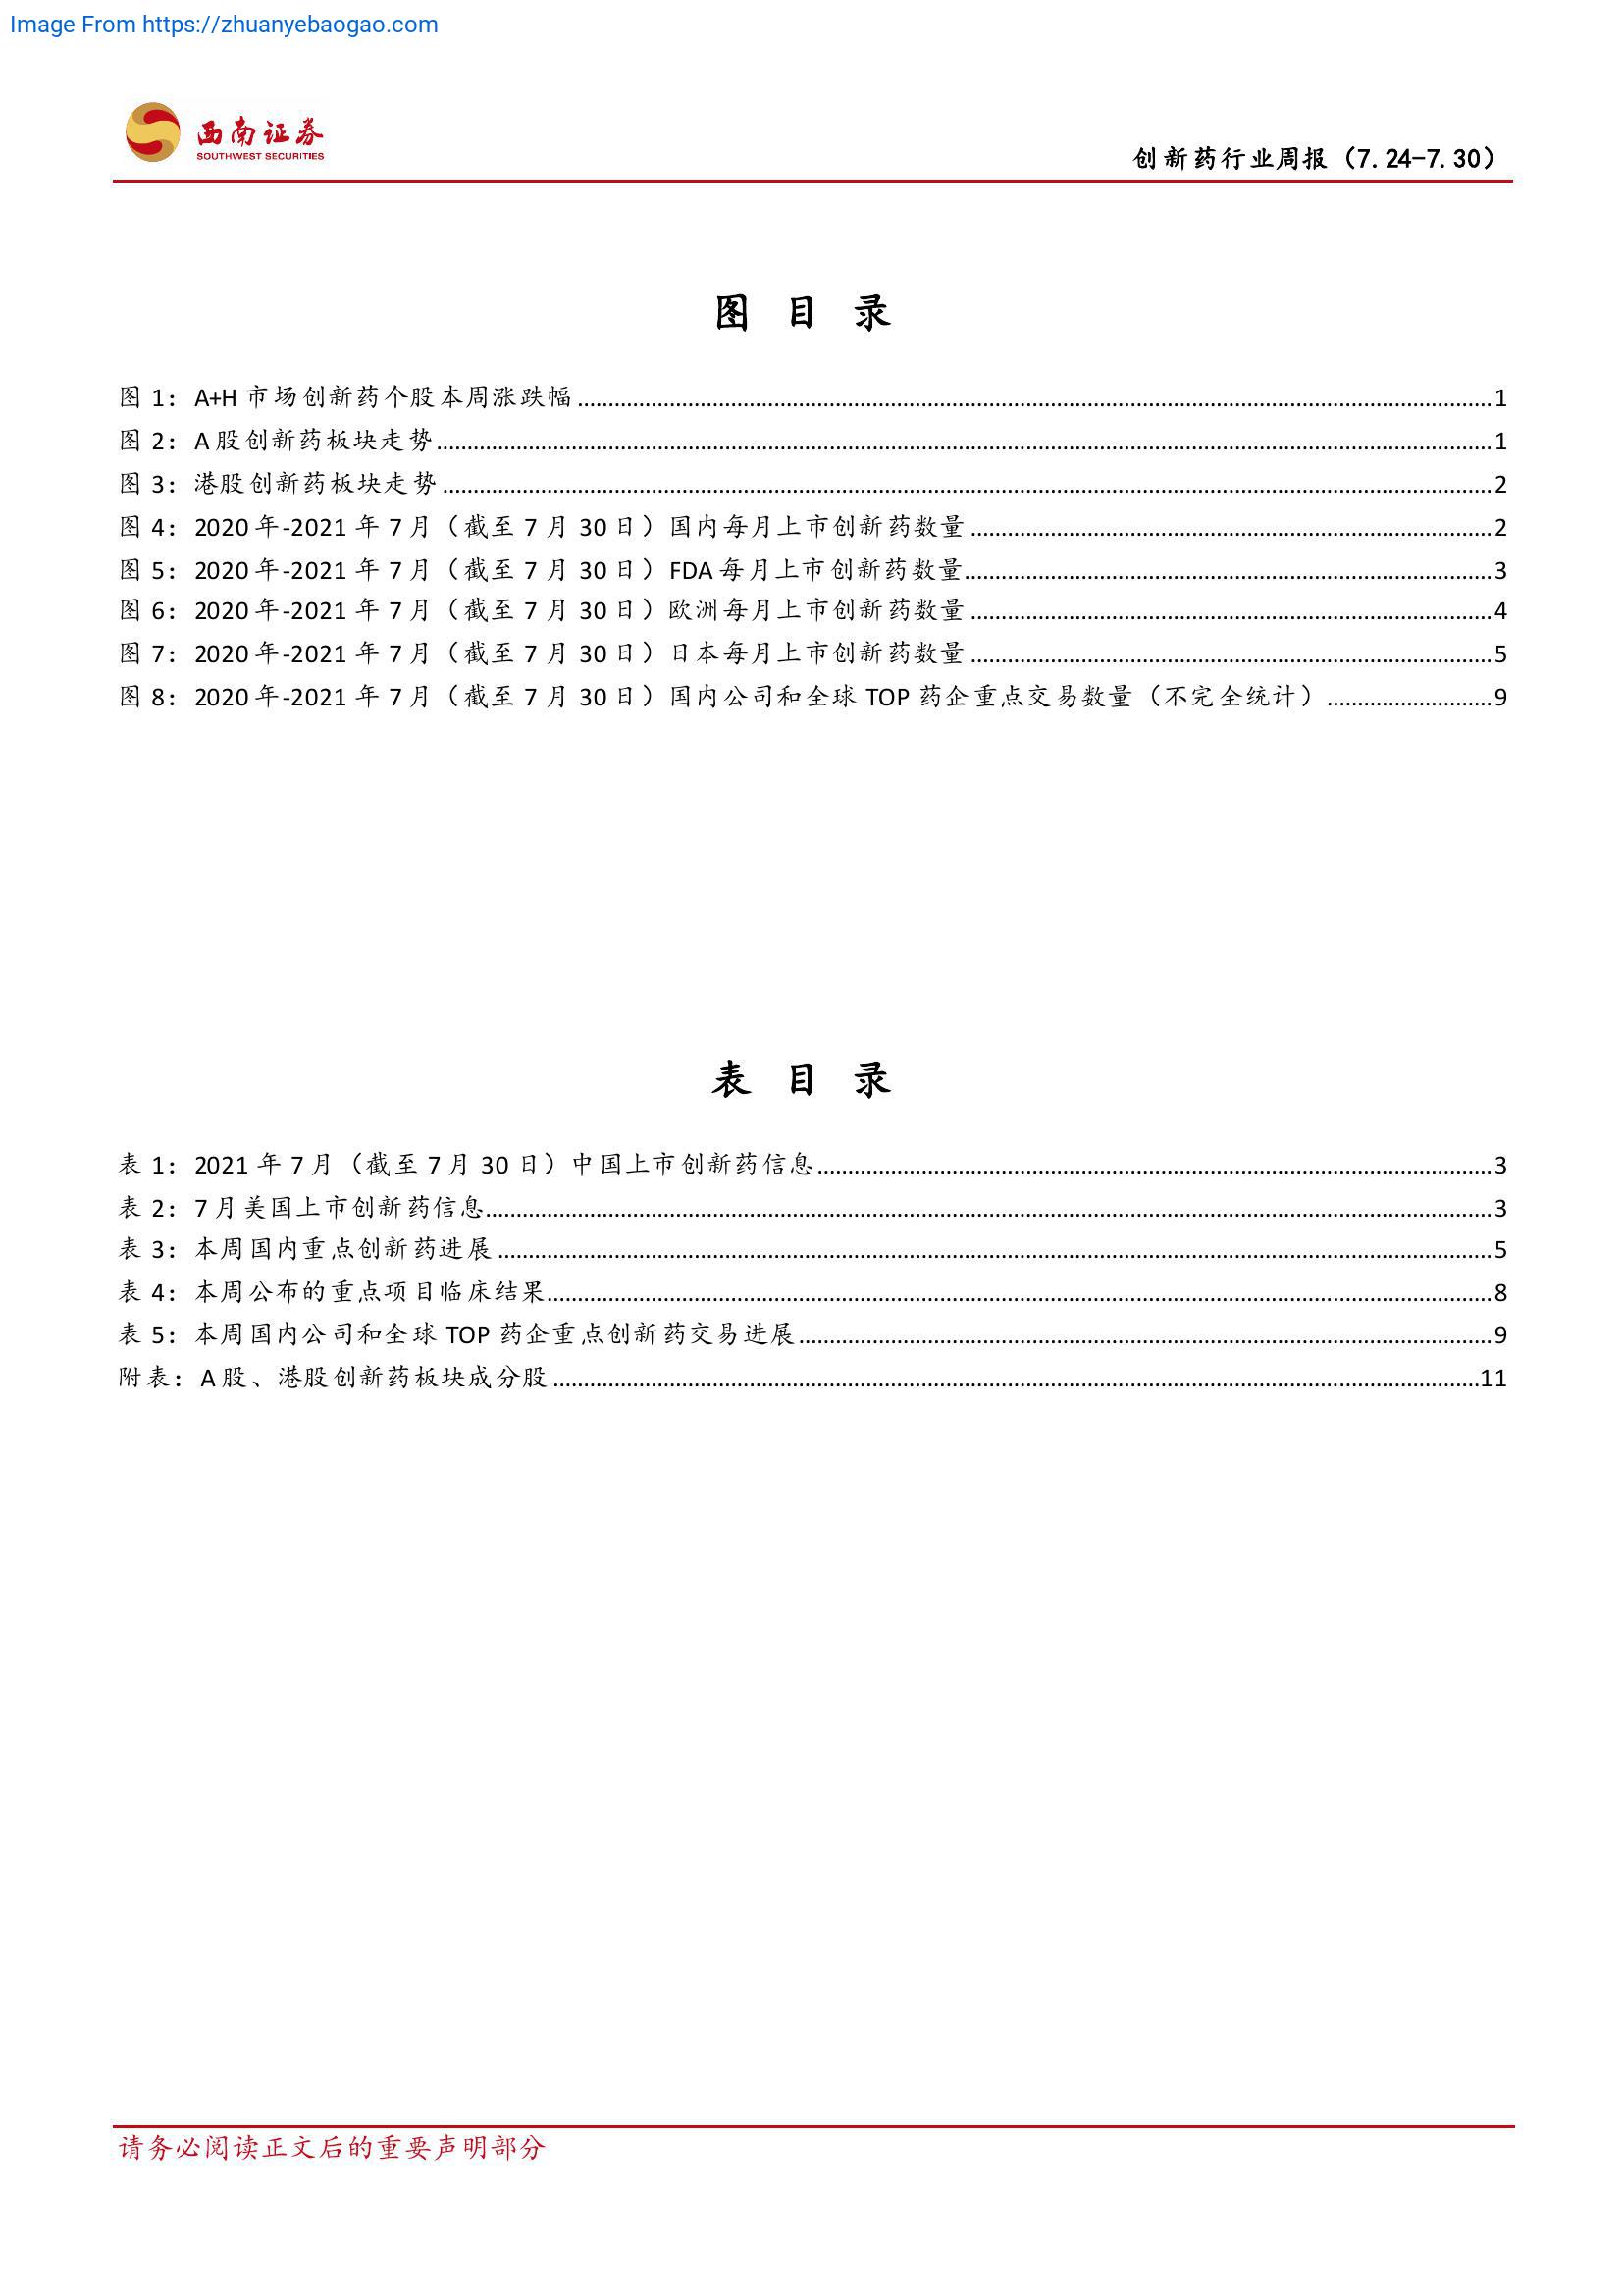 Image From https://zhuanyebaogao.com
西南证券
SOUTHWEST SECURITIES
创新药行业周报（7.24-7.30）
图 目 录
图 1：A+H 市场创新药个股本周涨跌幅 1
图 2：A 股创新药板块走势 1
图 3：港股创新药板块走势 2
图 4：2020 年-2021 年 7 月（截至 7 月 30 日）国内每月上市创新药数量 2
图 5：2020 年-2021 年 7 月（截至 7 月 30 日）FDA 每月上市创新药数量 3
图 6：2020 年-2021 年 7 月（截至 7 月 30 日）欧洲每月上市创新药数量 4
图 7：2020 年-2021 年 7 月（截至 7 月 30 日）日本每月上市创新药数量 5
图 8：2020 年-2021 年 7 月（截至 7 月 30 日）国内公司和全球 TOP 药企重点交易数量（不完全统计） 9
表 目 录
表 1：2021 年 7 月（截至 7 月 30 日）中国上市创新药信息 3
表 2：7 月美国上市创新药信息 3
表 3：本周国内重点创新药进展 5
表 4：本周公布的重点项目临床结果 8
表 5：本周国内公司和全球 TOP 药企重点创新药交易进展 9
附表：A 股、港股创新药板块成分股 11
请务必阅读正文后的重要声明部分